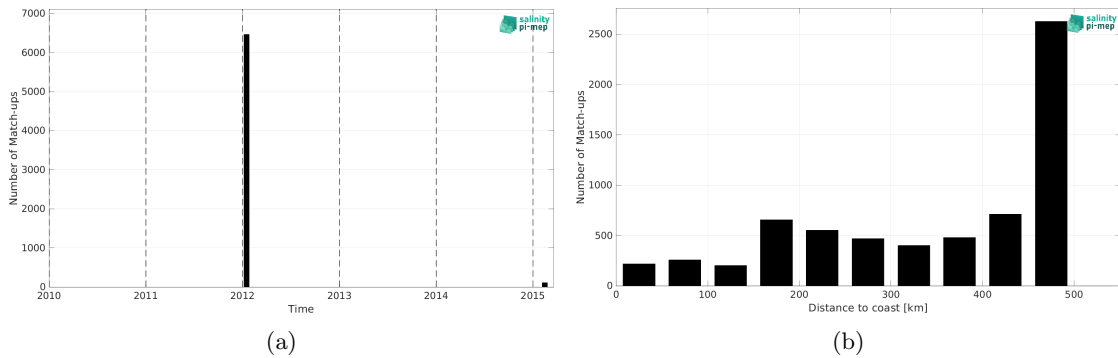 7000
6000
5000
4000
3000
2000
1000
0
Number of Match-ups
2010
2011
2012
2013
2014
2015
Time
salinity
pi-mep
(a)
2500
2000
1500
1000
500
0
Number of Match-ups
0
100
200
300
400
500
Distance to coast [km]
salinity
pi-mep
(b)